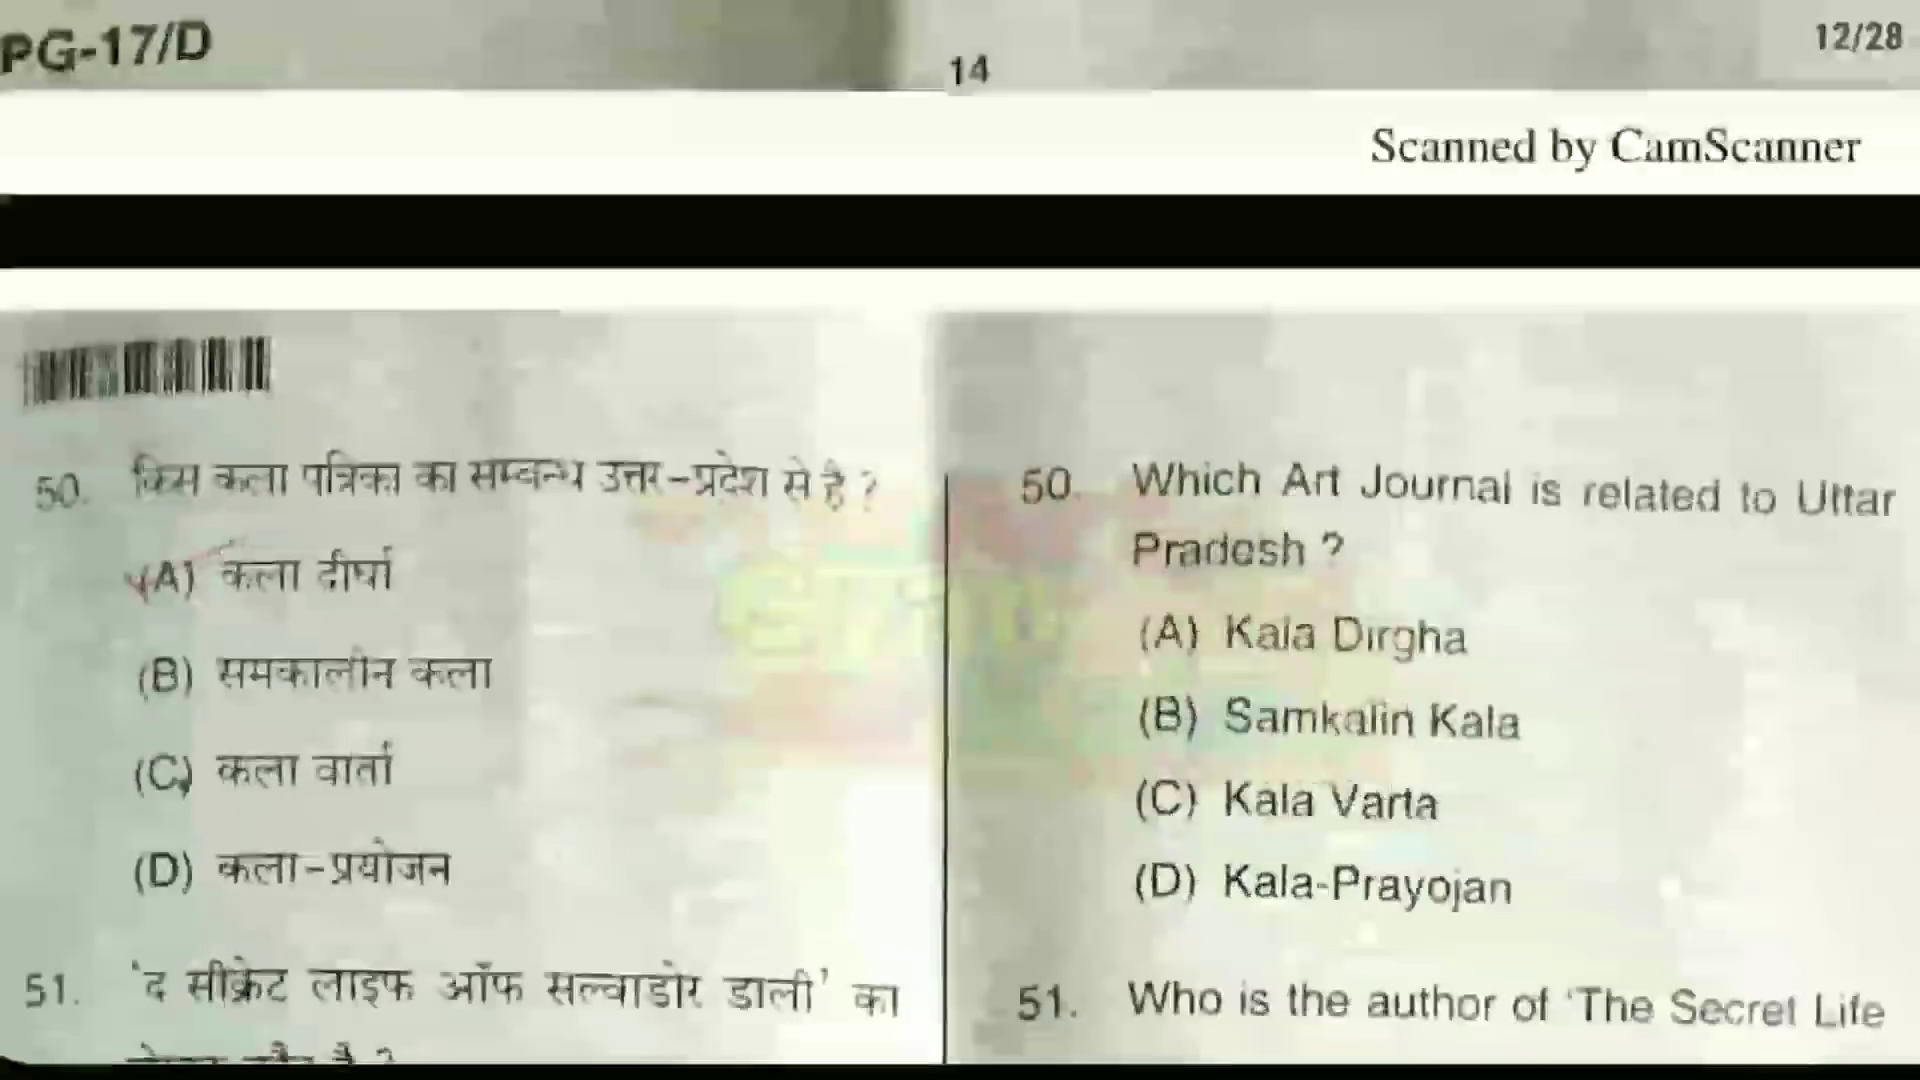 PG-17/D
14
12/28
Scanned by CamScanner
50. किस कला पत्रिका का सम्बन्ध उत्तर-प्रदेश से है ?
(A) कला दीर्घा
(B) समकालीन कला
(C) कला वार्ता
(D) कला-प्रयोजन
51. 'द सीक्रेट लाइफ ऑफ सल्वाडोर डाली' का
50. Which Art Journal is related to Uttar
Pradesh ?
(A) Kala Dirgha
(B) Samkalin Kala
(C) Kala Varta
(D) Kala-Prayojan
51. Who is the author of 'The Secret Life